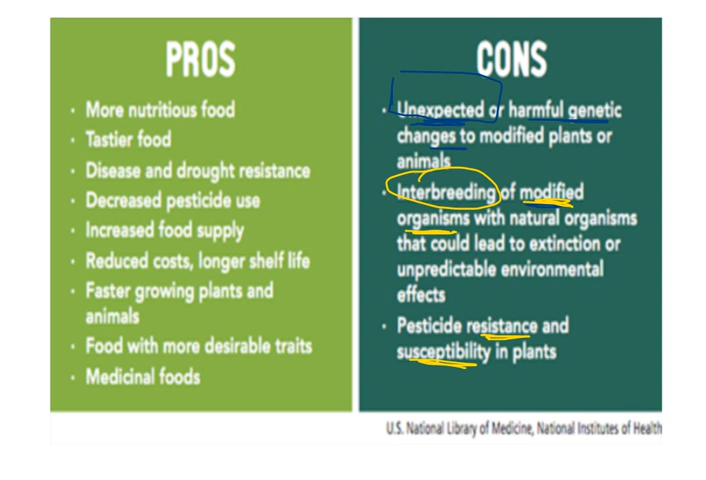 PROS
· More nutritious food
· Tastier food
· Disease and drought resistance
· Decreased pesticide use
· Increased food supply
· Reduced costs, longer shelf life
· Faster growing plants and
animals
· Food with more desirable traits
· Medicinal foods
CONS
· Unexpected or harmful genetic
changes to modified plants or
animals
· Interbreeding of modified
organisms with natural organisms
that could lead to extinction or
unpredictable environmental
effects
· Pesticide resistance and
susceptibility in plants
U.S. National Library of Medicine, National Institutes of Health